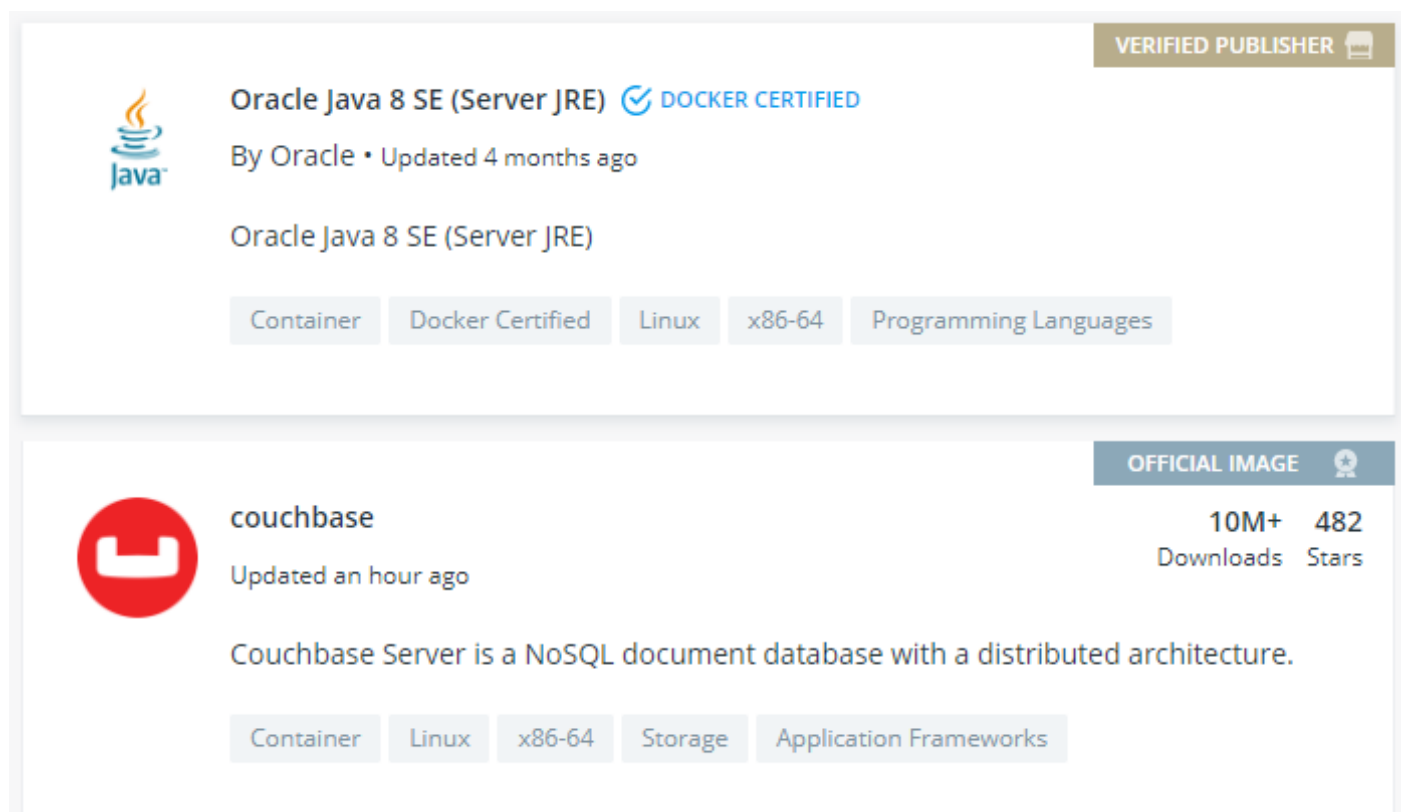 VERIFIED PUBLISHER
Oracle Java 8 SE (Server JRE) DOCKER CERTIFIED
By Oracle • Updated 4 months ago
Java™
Oracle Java 8 SE (Server JRE)
Container Docker Certified Linux x86-64 Programming Languages
OFFICIAL IMAGE
couchbase
10M+ 482
Downloads Stars
Updated an hour ago
Couchbase Server is a NoSQL document database with a distributed architecture.
Container Linux x86-64 Storage Application Frameworks